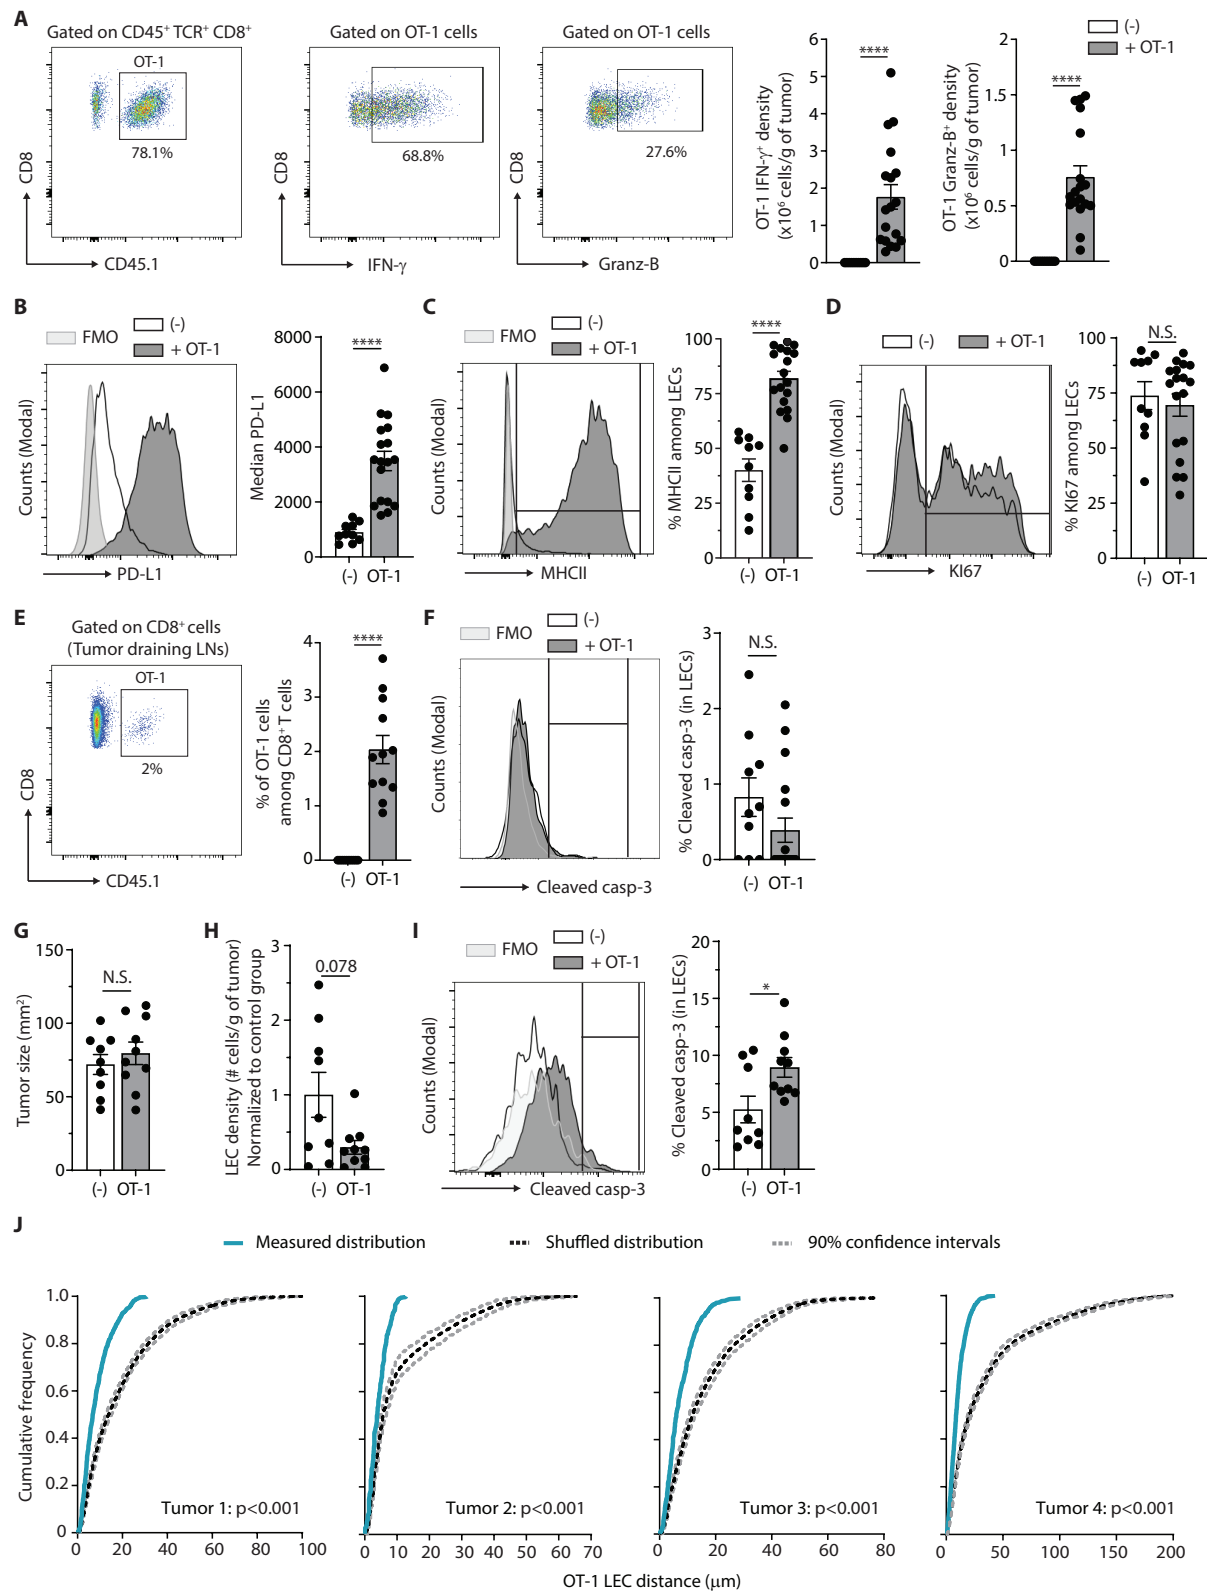 A
Gated on CD45+ TCR+ CD8+
OT-1
78.1%
CD8
CD45.1
Gated on OT-1 cells
68.8%
CD8
IFN-γ
Gated on OT-1 cells
27.6%
CD8
Granz-B
OT-1 IFN-γ+ density
(x10⁶ cells/g of tumor)
6
5
4
3
2
1
0
****
OT-1 Granz-B+ density
(x10⁶ cells/g of tumor)
2
1.5
1
0.5
0
****
(-)
+ OT-1
B
FMO
(-)
+ OT-1
Counts (Modal)
PD-L1
Median PD-L1
8000
6000
4000
2000
0
****
(-) OT-1
C
FMO
(-)
+ OT-1
Counts (Modal)
MHCII
% MHCII among LECs
100
75
50
25
0
****
(-) OT-1
D
(-)
+ OT-1
Counts (Modal)
KI67
% KI67 among LECs
100
75
50
25
0
N.S.
(-) OT-1
E
Gated on CD8+ cells
(Tumor draining LNs)
OT-1
2%
CD8
CD45.1
% of OT-1 cells
among CD8+ T cells
4
3
2
1
0
****
(-) OT-1
F
FMO
(-)
+ OT-1
Counts (Modal)
Cleaved casp-3
% Cleaved casp-3 (in LECs)
3
2
1
0
N.S.
(-) OT-1
G
Tumor size (mm²)
150
100
50
0
N.S.
(-) OT-1
H
LEC density (# cells/g of tumor)
Normalized to control group
3
2
1
0
0.078
(-) OT-1
I
FMO
(-)
+ OT-1
Counts (Modal)
Cleaved casp-3
% Cleaved casp-3 (in LECs)
20
15
10
5
0
*
(-) OT-1
J
Measured distribution
Shuffled distribution
90% confidence intervals
Cumulative frequency
1.0
0.8
0.6
0.4
0.2
0
Tumor 1: p<0.001
0 20 40 60 80 100
Tumor 2: p<0.001
0 10 20 30 40 50 60 70
Tumor 3: p<0.001
0 20 40 60 80
Tumor 4: p<0.001
0 50 100 150 200
OT-1 LEC distance (μm)